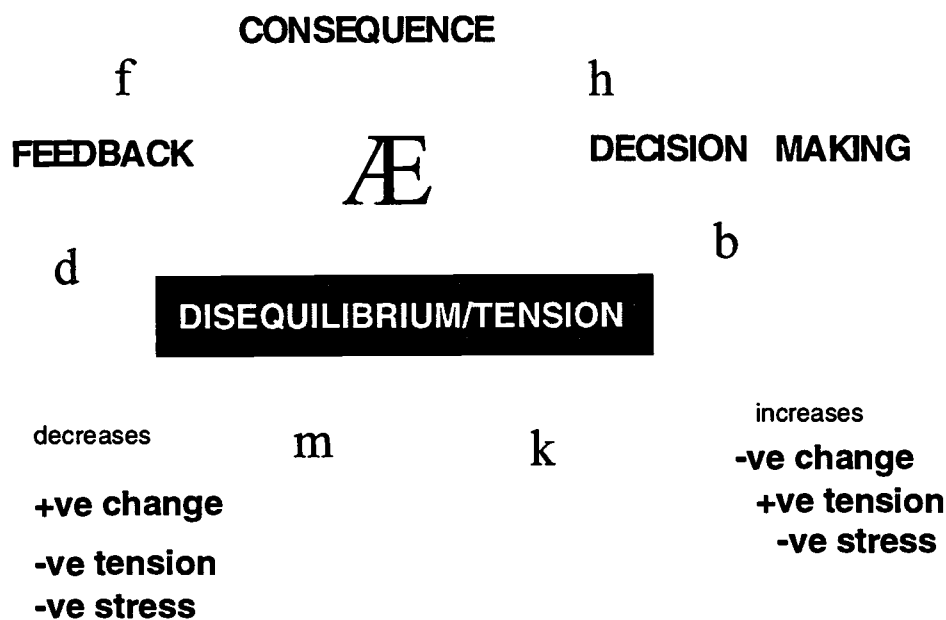 CONSEQUENCE
f h
FEEDBACK Æ DECISION MAKING
d b
DISEQUILIBRIUM/TENSION
decreases m k increases
-ve change
+ve change
+ve tension
-ve tension
-ve stress
-ve stress